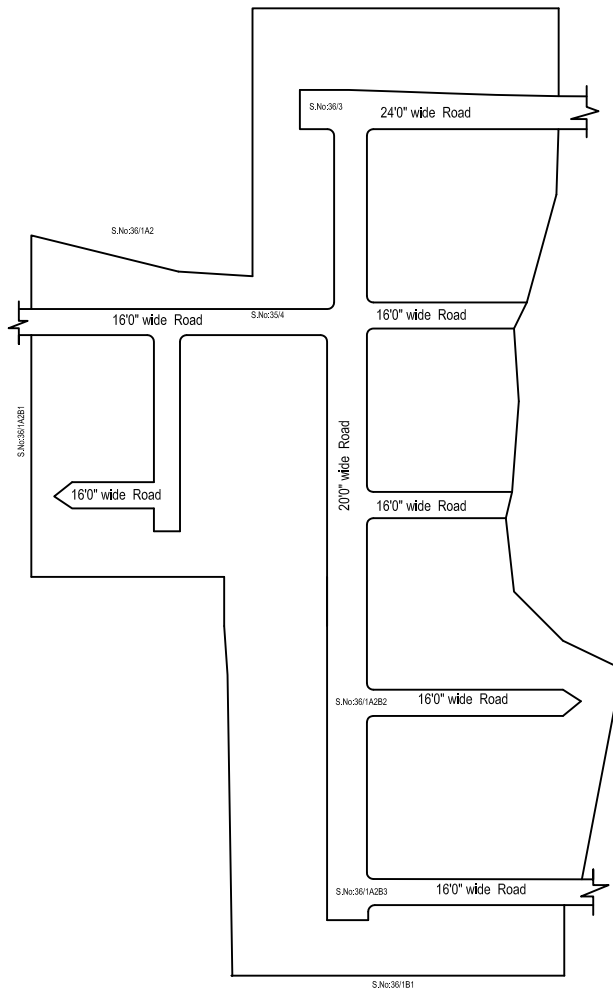 S.No:36/3
24'0" wide Road
S.No:36/1A2
16'0" wide Road
S.No:35/4
16'0" wide Road
S.No:36/1A2B1
20'0" wide Road
16'0" wide Road
16'0" wide Road
S.No:36/1A2B2
16'0" wide Road
S.No:36/1A2B3
16'0" wide Road
S.No:36/1B1